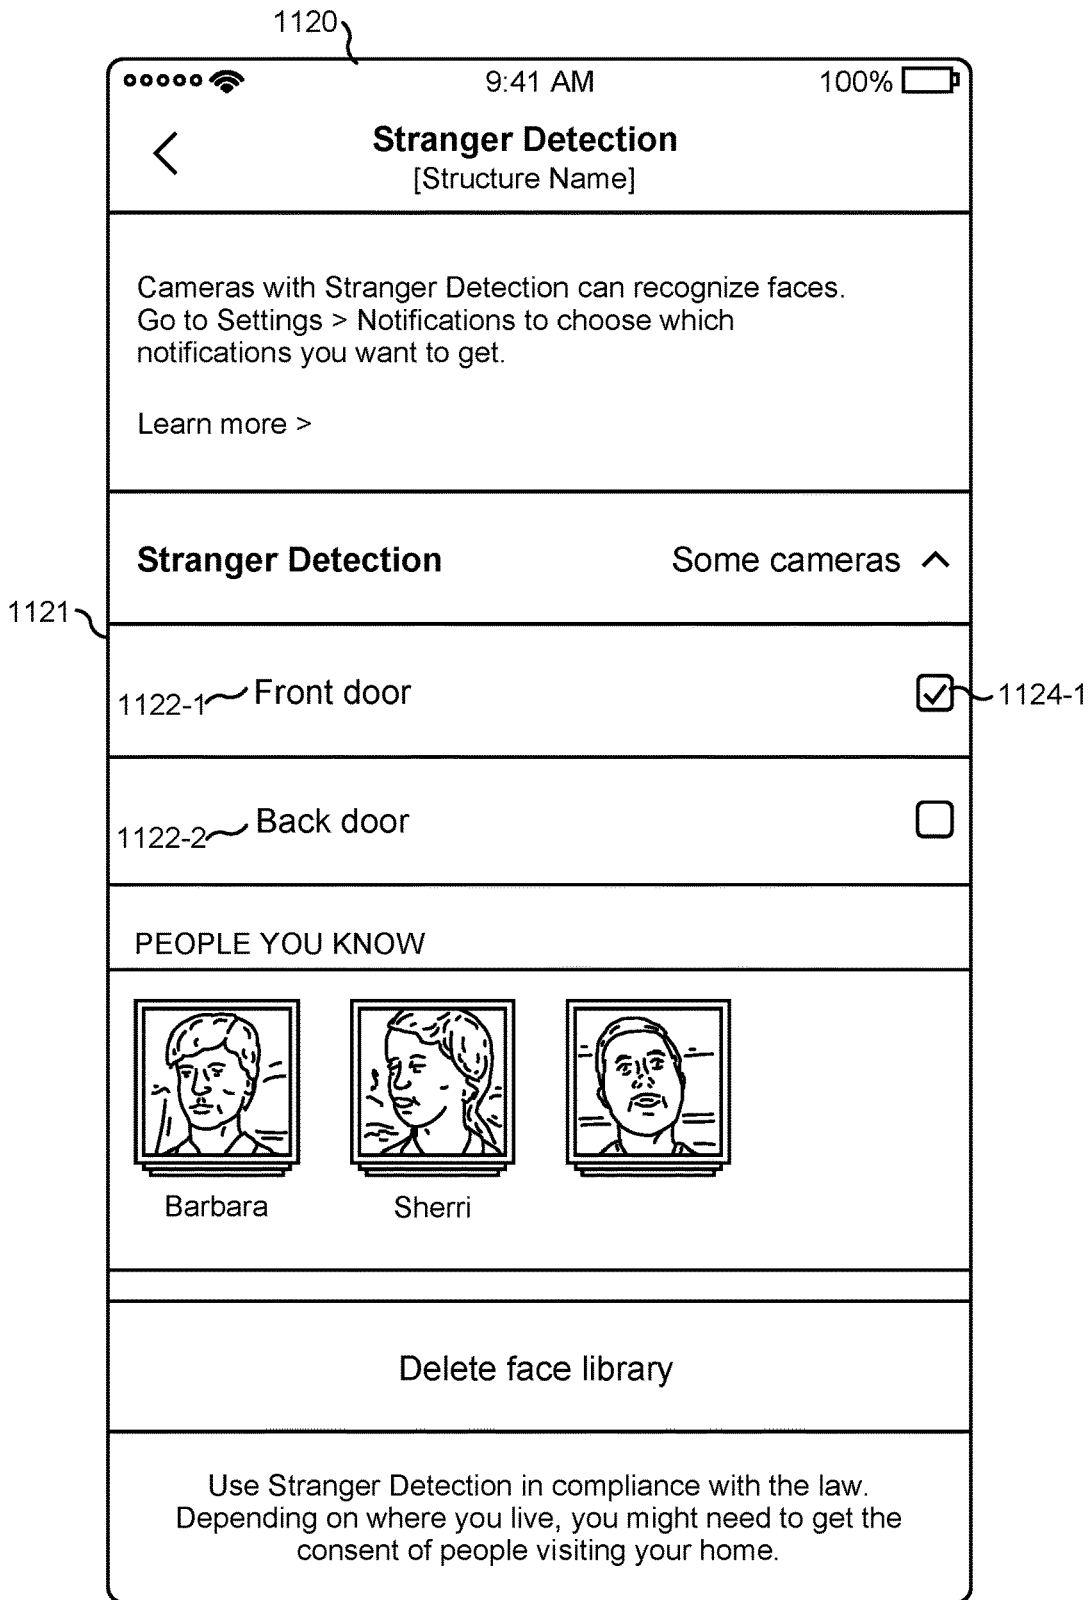 1120
9:41 AM
100%
Stranger Detection
[Structure Name]
Cameras with Stranger Detection can recognize faces.
Go to Settings > Notifications to choose which
notifications you want to get.
Learn more >
Stranger Detection
Some cameras
1121
1122-1
Front door
1124-1
1122-2
Back door
PEOPLE YOU KNOW
Barbara
Sherri
Delete face library
Use Stranger Detection in compliance with the law.
Depending on where you live, you might need to get the
consent of people visiting your home.